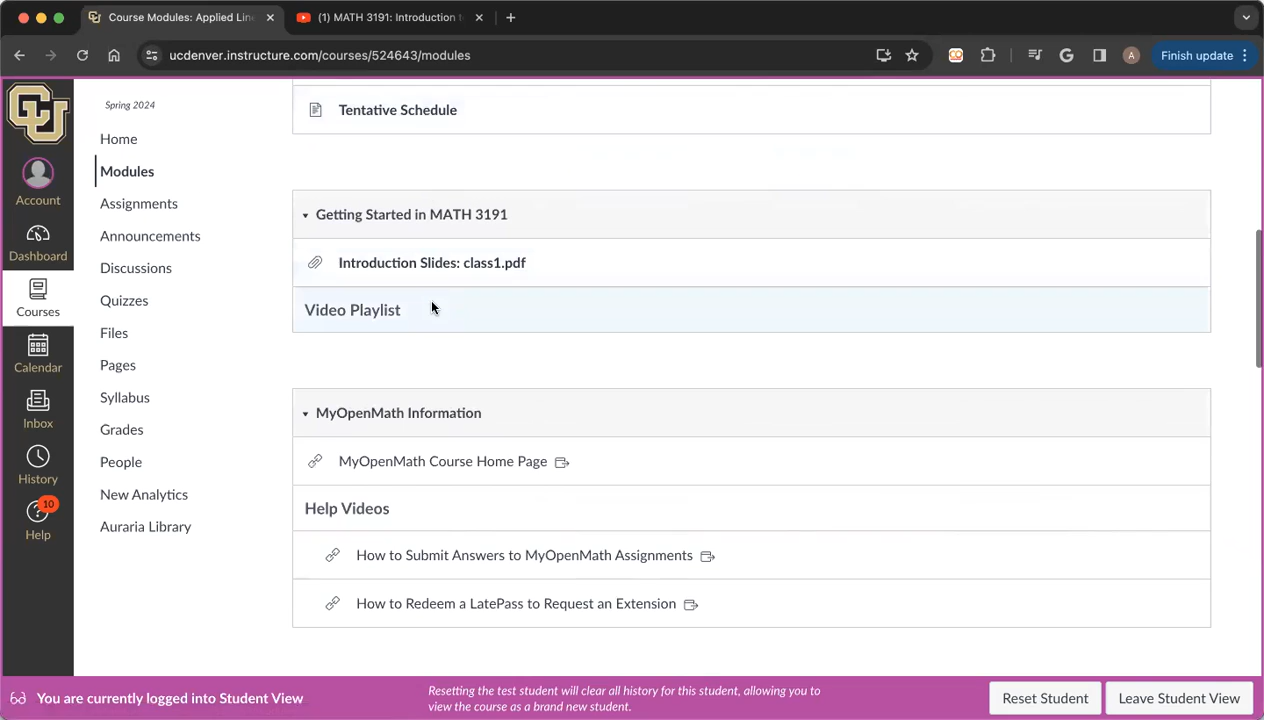 Course Modules: Applied Lin
(1) MATH 3191: Introduction t
ucdenver.instructure.com/courses/524643/modules
A
Finish update
CU
Account
Dashboard
Courses
Calendar
Inbox
History
10
Help
Spring 2024
Home
Modules
Assignments
Announcements
Discussions
Quizzes
Files
Pages
Syllabus
Grades
People
New Analytics
Auraria Library
Tentative Schedule
Getting Started in MATH 3191
Introduction Slides: class1.pdf
Video Playlist
MyOpenMath Information
MyOpenMath Course Home Page
Help Videos
How to Submit Answers to MyOpenMath Assignments
How to Redeem a LatePass to Request an Extension
You are currently logged into Student View
Resetting the test student will clear all history for this student, allowing you to
view the course as a brand new student.
Reset Student
Leave Student View